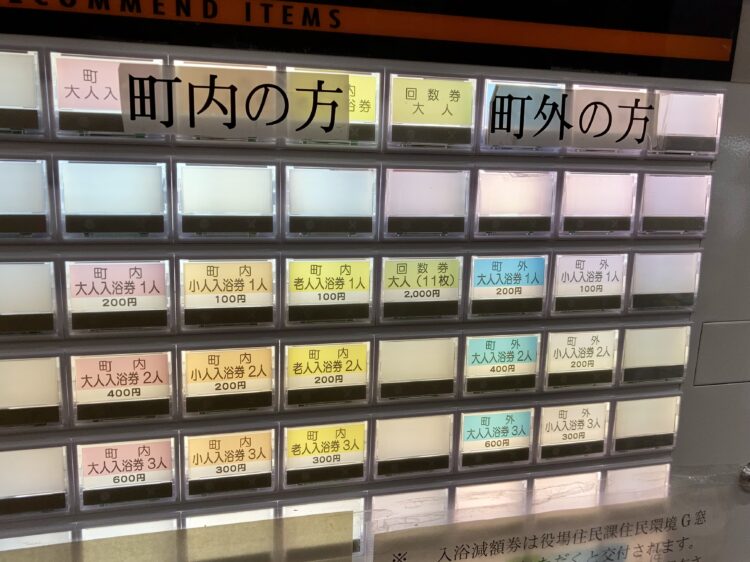 ECOMMEND ITEMS
町
大人入
町内の方
内
浴券
回数券
大人
町外の方
町内
大人入浴券1人
200円
町内
小人入浴券1人
100円
町内
老人入浴券1人
100円
回数券
大人(11枚)
2,000円
町外
大人入浴券1人
200円
町外
小人入浴券1人
100円
町内
大人入浴券2人
400円
町内
小人入浴券2人
200円
町内
老人入浴券2人
200円
町外
大人入浴券2人
400円
町外
小人入浴券2人
200円
町内
大人入浴券3人
600円
町内
小人入浴券3人
300円
町内
老人入浴券3人
300円
町外
大人入浴券3人
600円
町外
小人入浴券3人
300円
※ 入浴減額券は役場住民課住民環境G窓
だくと交付されます。